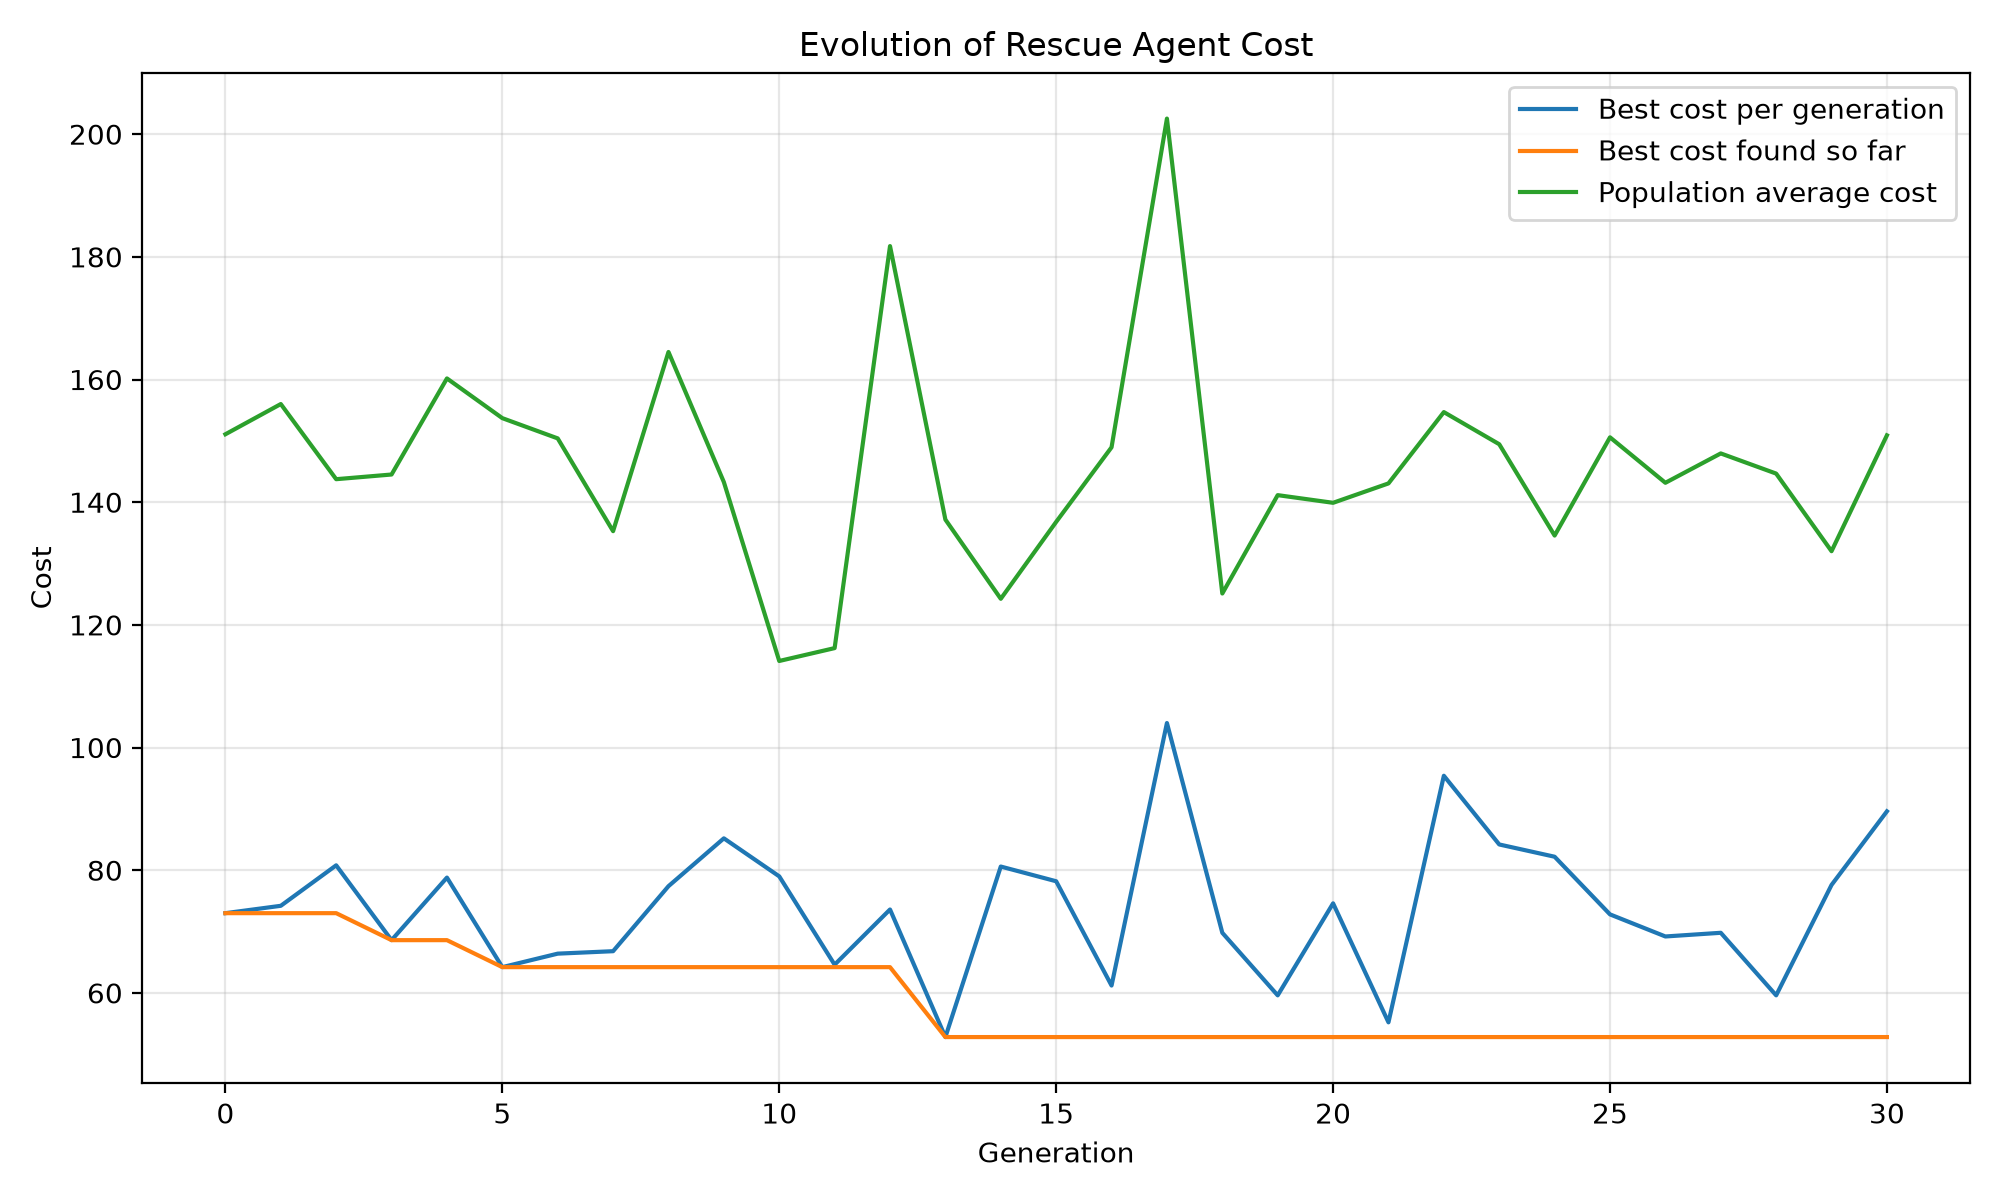 Evolution of Rescue Agent Cost
Best cost per generation
Best cost found so far
Population average cost
200
180
160
140
120
100
80
60
Cost
0 5 10 15 20 25 30
Generation